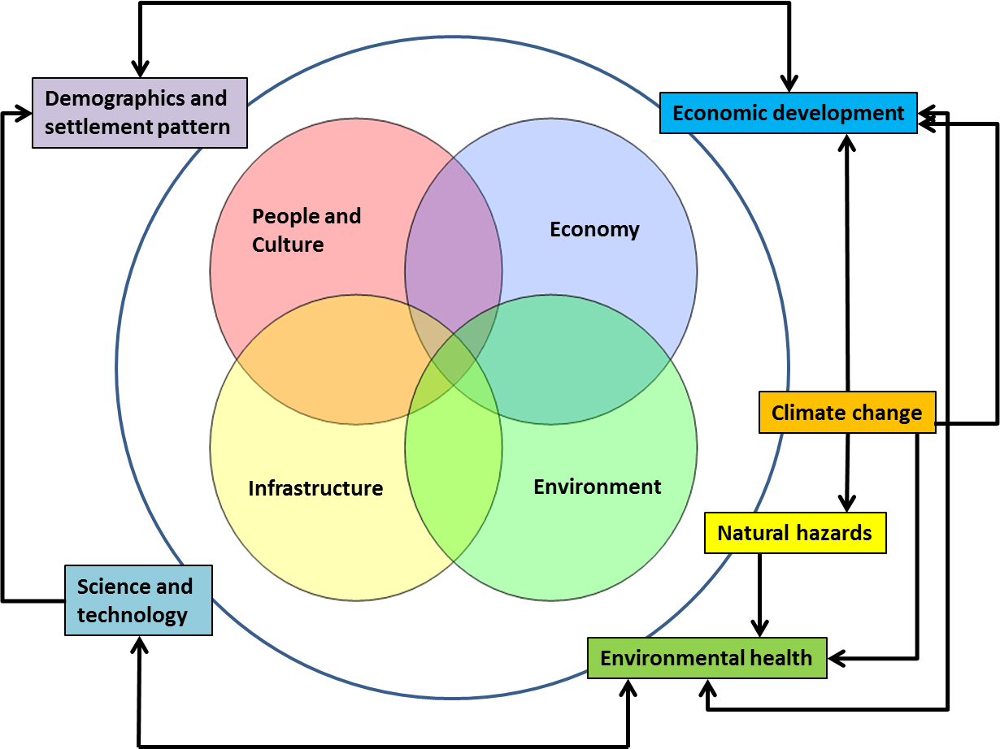 Demographics and
settlement pattern
Economic development
People and
Culture
Economy
Climate change
Infrastructure
Environment
Natural hazards
Science and
technology
Environmental health